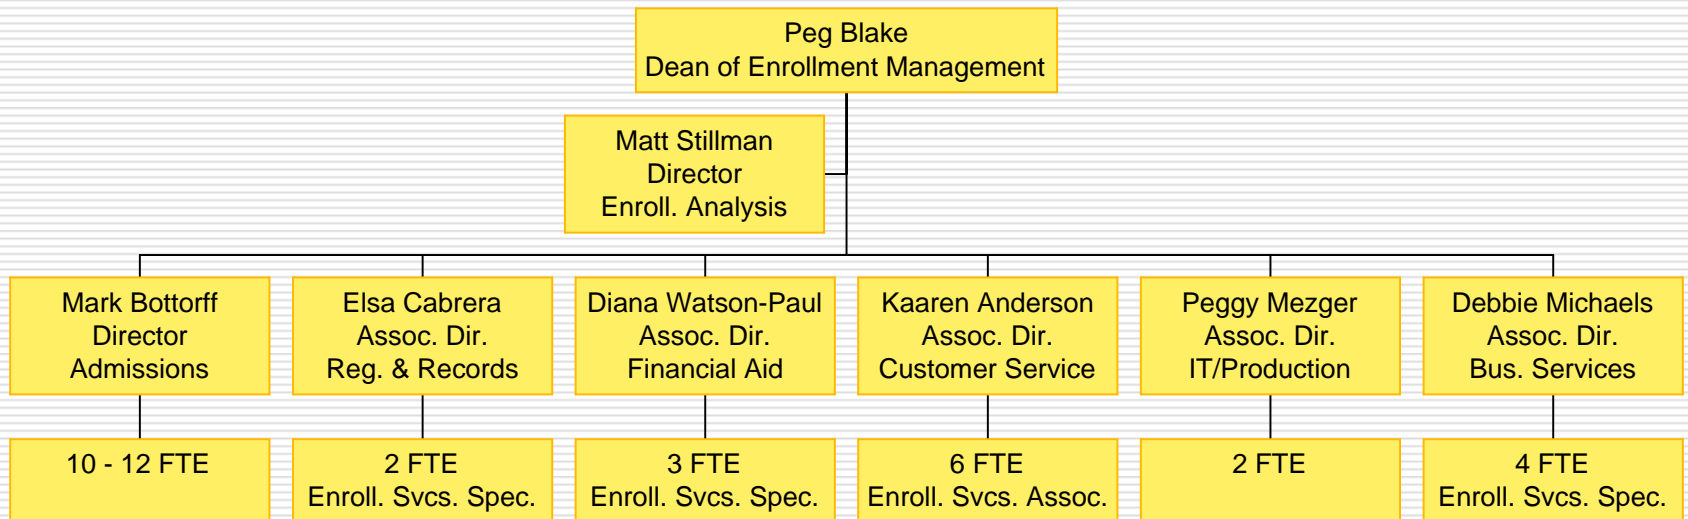 Peg Blake
Dean of Enrollment Management
Matt Stillman
Director
Enroll. Analysis
Mark Bottorff
Director
Admissions
Elsa Cabrera
Assoc. Dir.
Reg. & Records
Diana Watson-Paul
Assoc. Dir.
Financial Aid
Kaaren Anderson
Assoc. Dir.
Customer Service
Peggy Mezger
Assoc. Dir.
IT/Production
Debbie Michaels
Assoc. Dir.
Bus. Services
10 - 12 FTE
2 FTE
Enroll. Svcs. Spec.
3 FTE
Enroll. Svcs. Spec.
6 FTE
Enroll. Svcs. Assoc.
2 FTE
4 FTE
Enroll. Svcs. Spec.